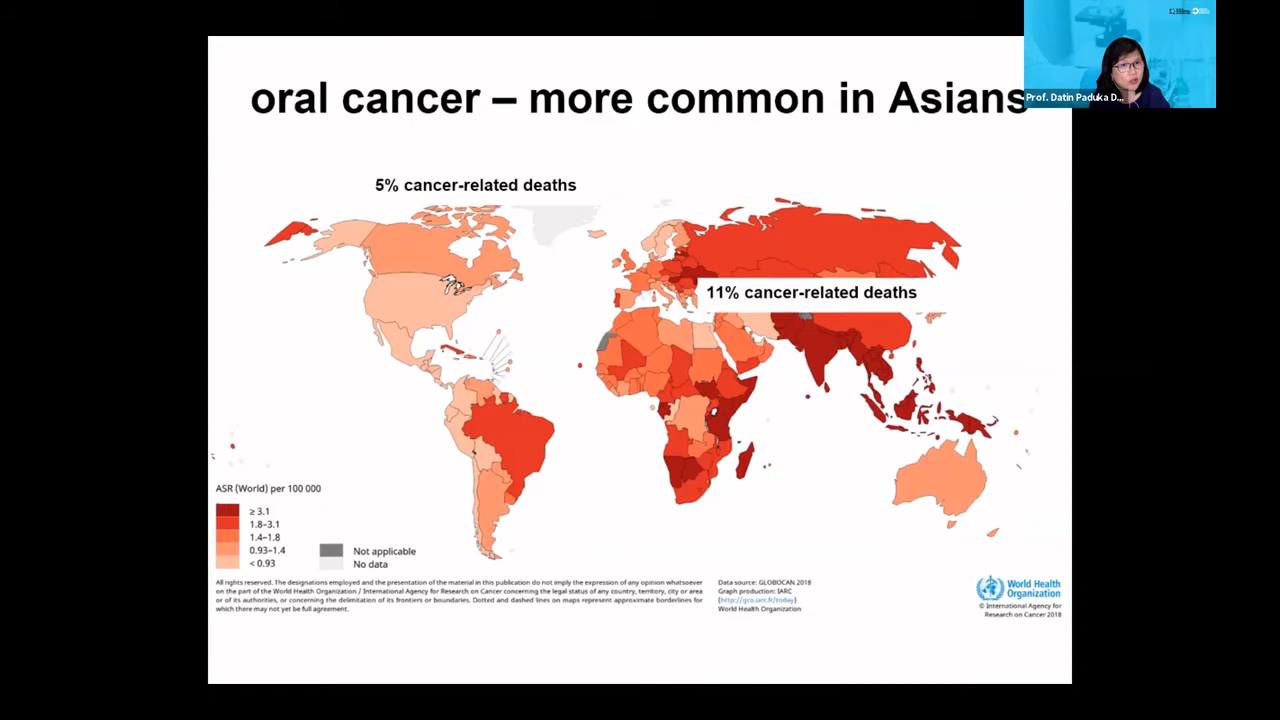 Prof. Datin Paduka D...
oral cancer – more common in Asians
5% cancer-related deaths
11% cancer-related deaths
ASR (World) per 100 000
≥ 3.1
1.8–3.1
1.4–1.8
0.93–1.4
< 0.93
Not applicable
No data
All rights reserved. The designations employed and the presentation of the material in this publication do not imply the expression of any opinion whatsoever
on the part of the World Health Organization / International Agency for Research on Cancer concerning the legal status of any country, territory, city or area
or of its authorities, or concerning the delimitation of its frontiers or boundaries. Dotted and dashed lines on maps represent approximate borderlines for
which there may not yet be full agreement.
Data source: GLOBOCAN 2018
Graph production: IARC
(http://gco.iarc.fr/today)
World Health Organization
World Health
Organization
© International Agency for
Research on Cancer 2018